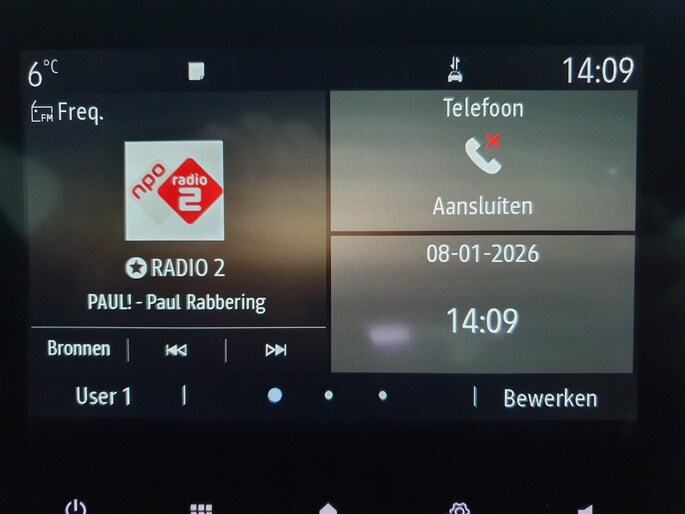 6°C
14:09
FM Freq.
npo
radio
2
RADIO 2
PAUL! - Paul Rabbering
Bronnen
Telefoon
Aansluiten
08-01-2026
14:09
User 1
Bewerken